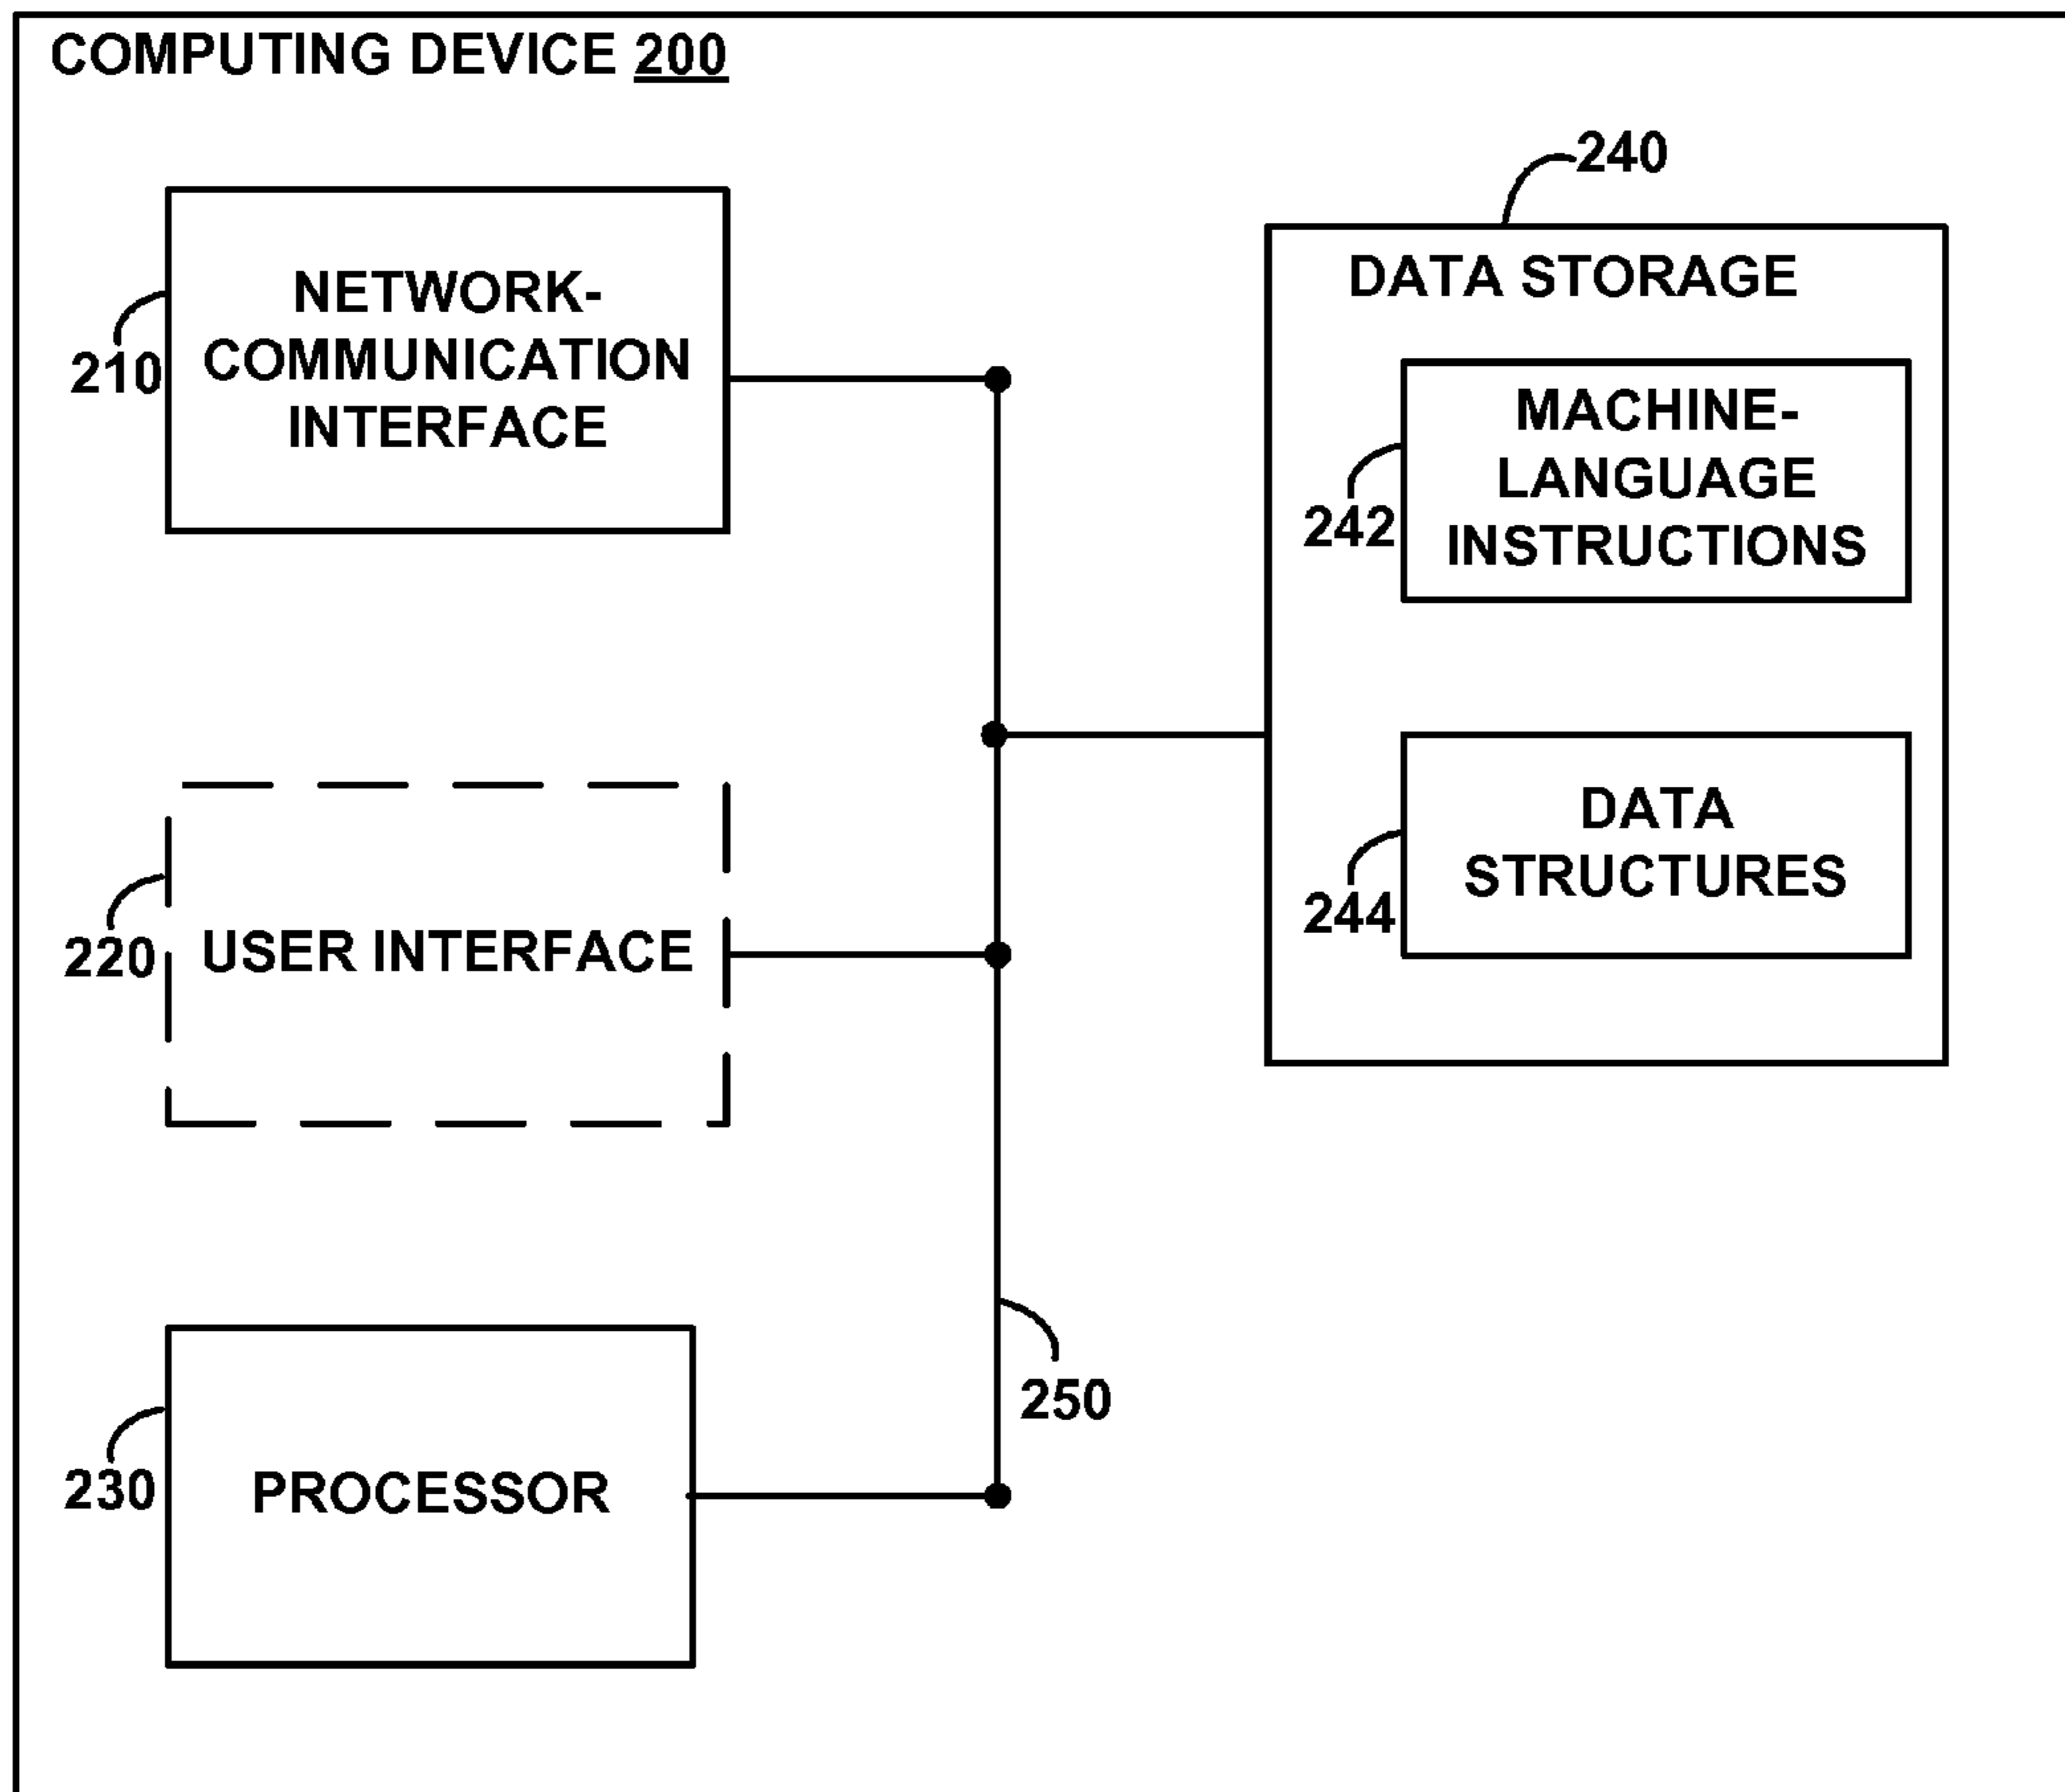 COMPUTING DEVICE 200
240
NETWORK-
COMMUNICATION
INTERFACE
210
DATA STORAGE
MACHINE-
LANGUAGE
INSTRUCTIONS
242
DATA
STRUCTURES
244
USER INTERFACE
220
250
PROCESSOR
230